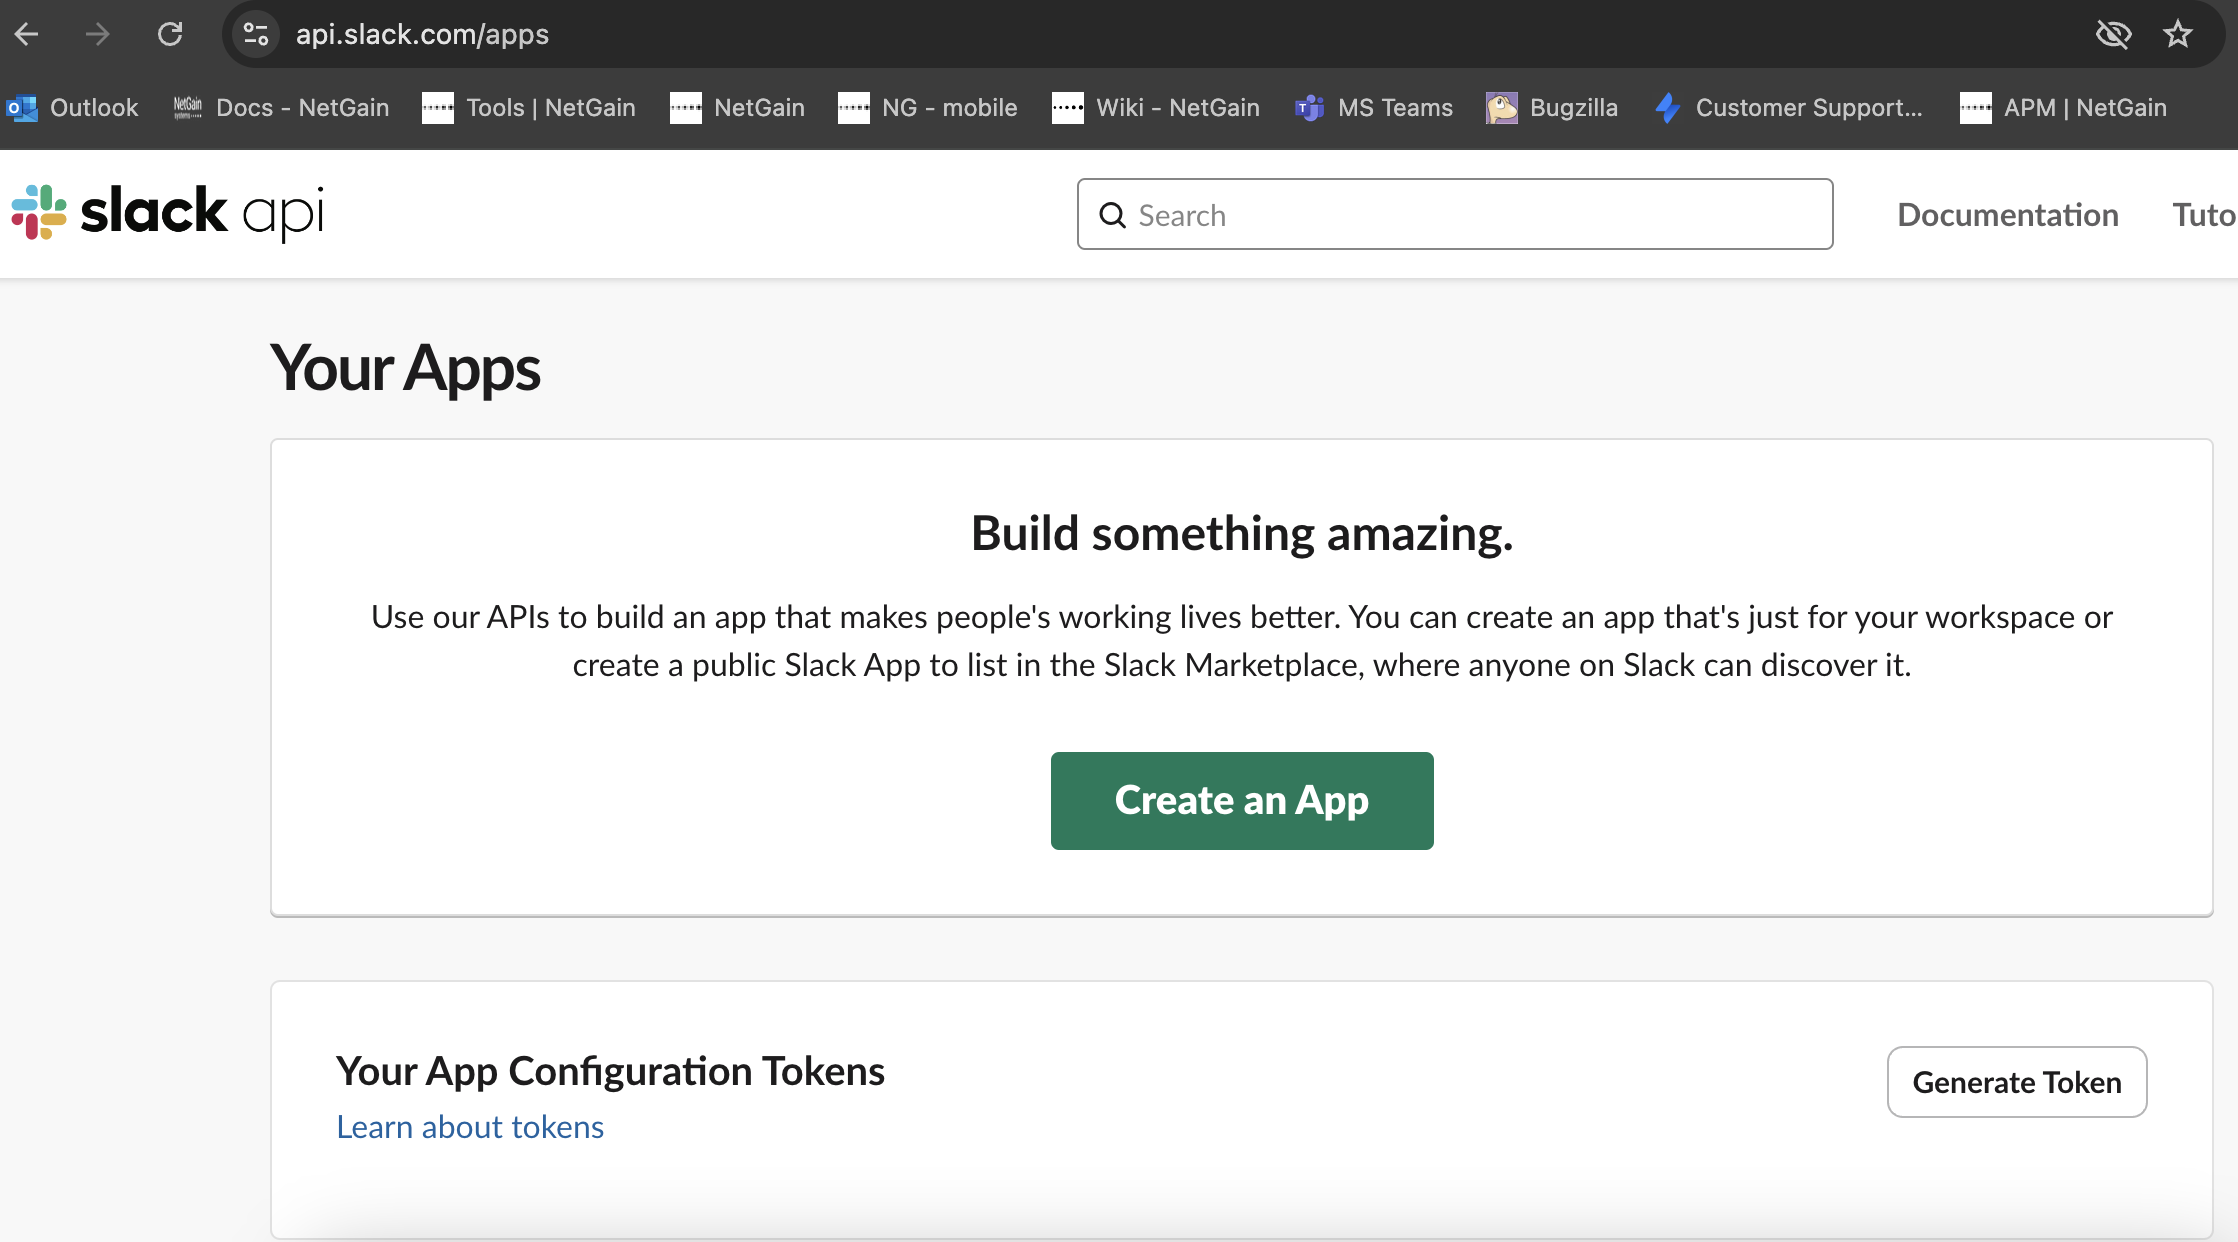 api.slack.com/apps
Outlook
Docs - NetGain
Tools | NetGain
NetGain
NG - mobile
Wiki - NetGain
MS Teams
Bugzilla
Customer Support...
APM | NetGain
slack api
Search
Documentation
Tuto
Your Apps
Build something amazing.
Use our APIs to build an app that makes people's working lives better. You can create an app that's just for your workspace or
create a public Slack App to list in the Slack Marketplace, where anyone on Slack can discover it.
Create an App
Your App Configuration Tokens
Generate Token
Learn about tokens